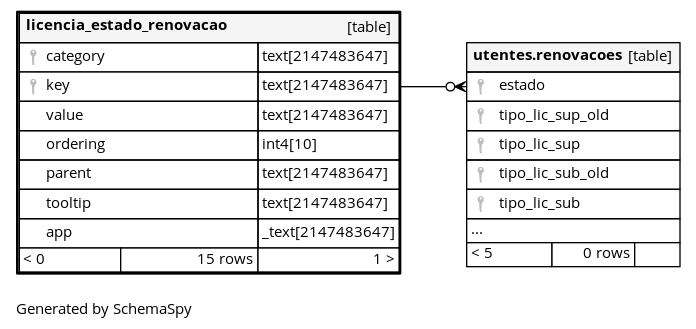 licencia_estado_renovacao [table]
category text[2147483647]
key text[2147483647]
value text[2147483647]
ordering int4[10]
parent text[2147483647]
tooltip text[2147483647]
app _text[2147483647]
< 0 15 rows 1 >
utentes.renovacoes [table]
estado
tipo_lic_sup_old
tipo_lic_sup
tipo_lic_sub_old
tipo_lic_sub
...
< 5 0 rows
Generated by SchemaSpy